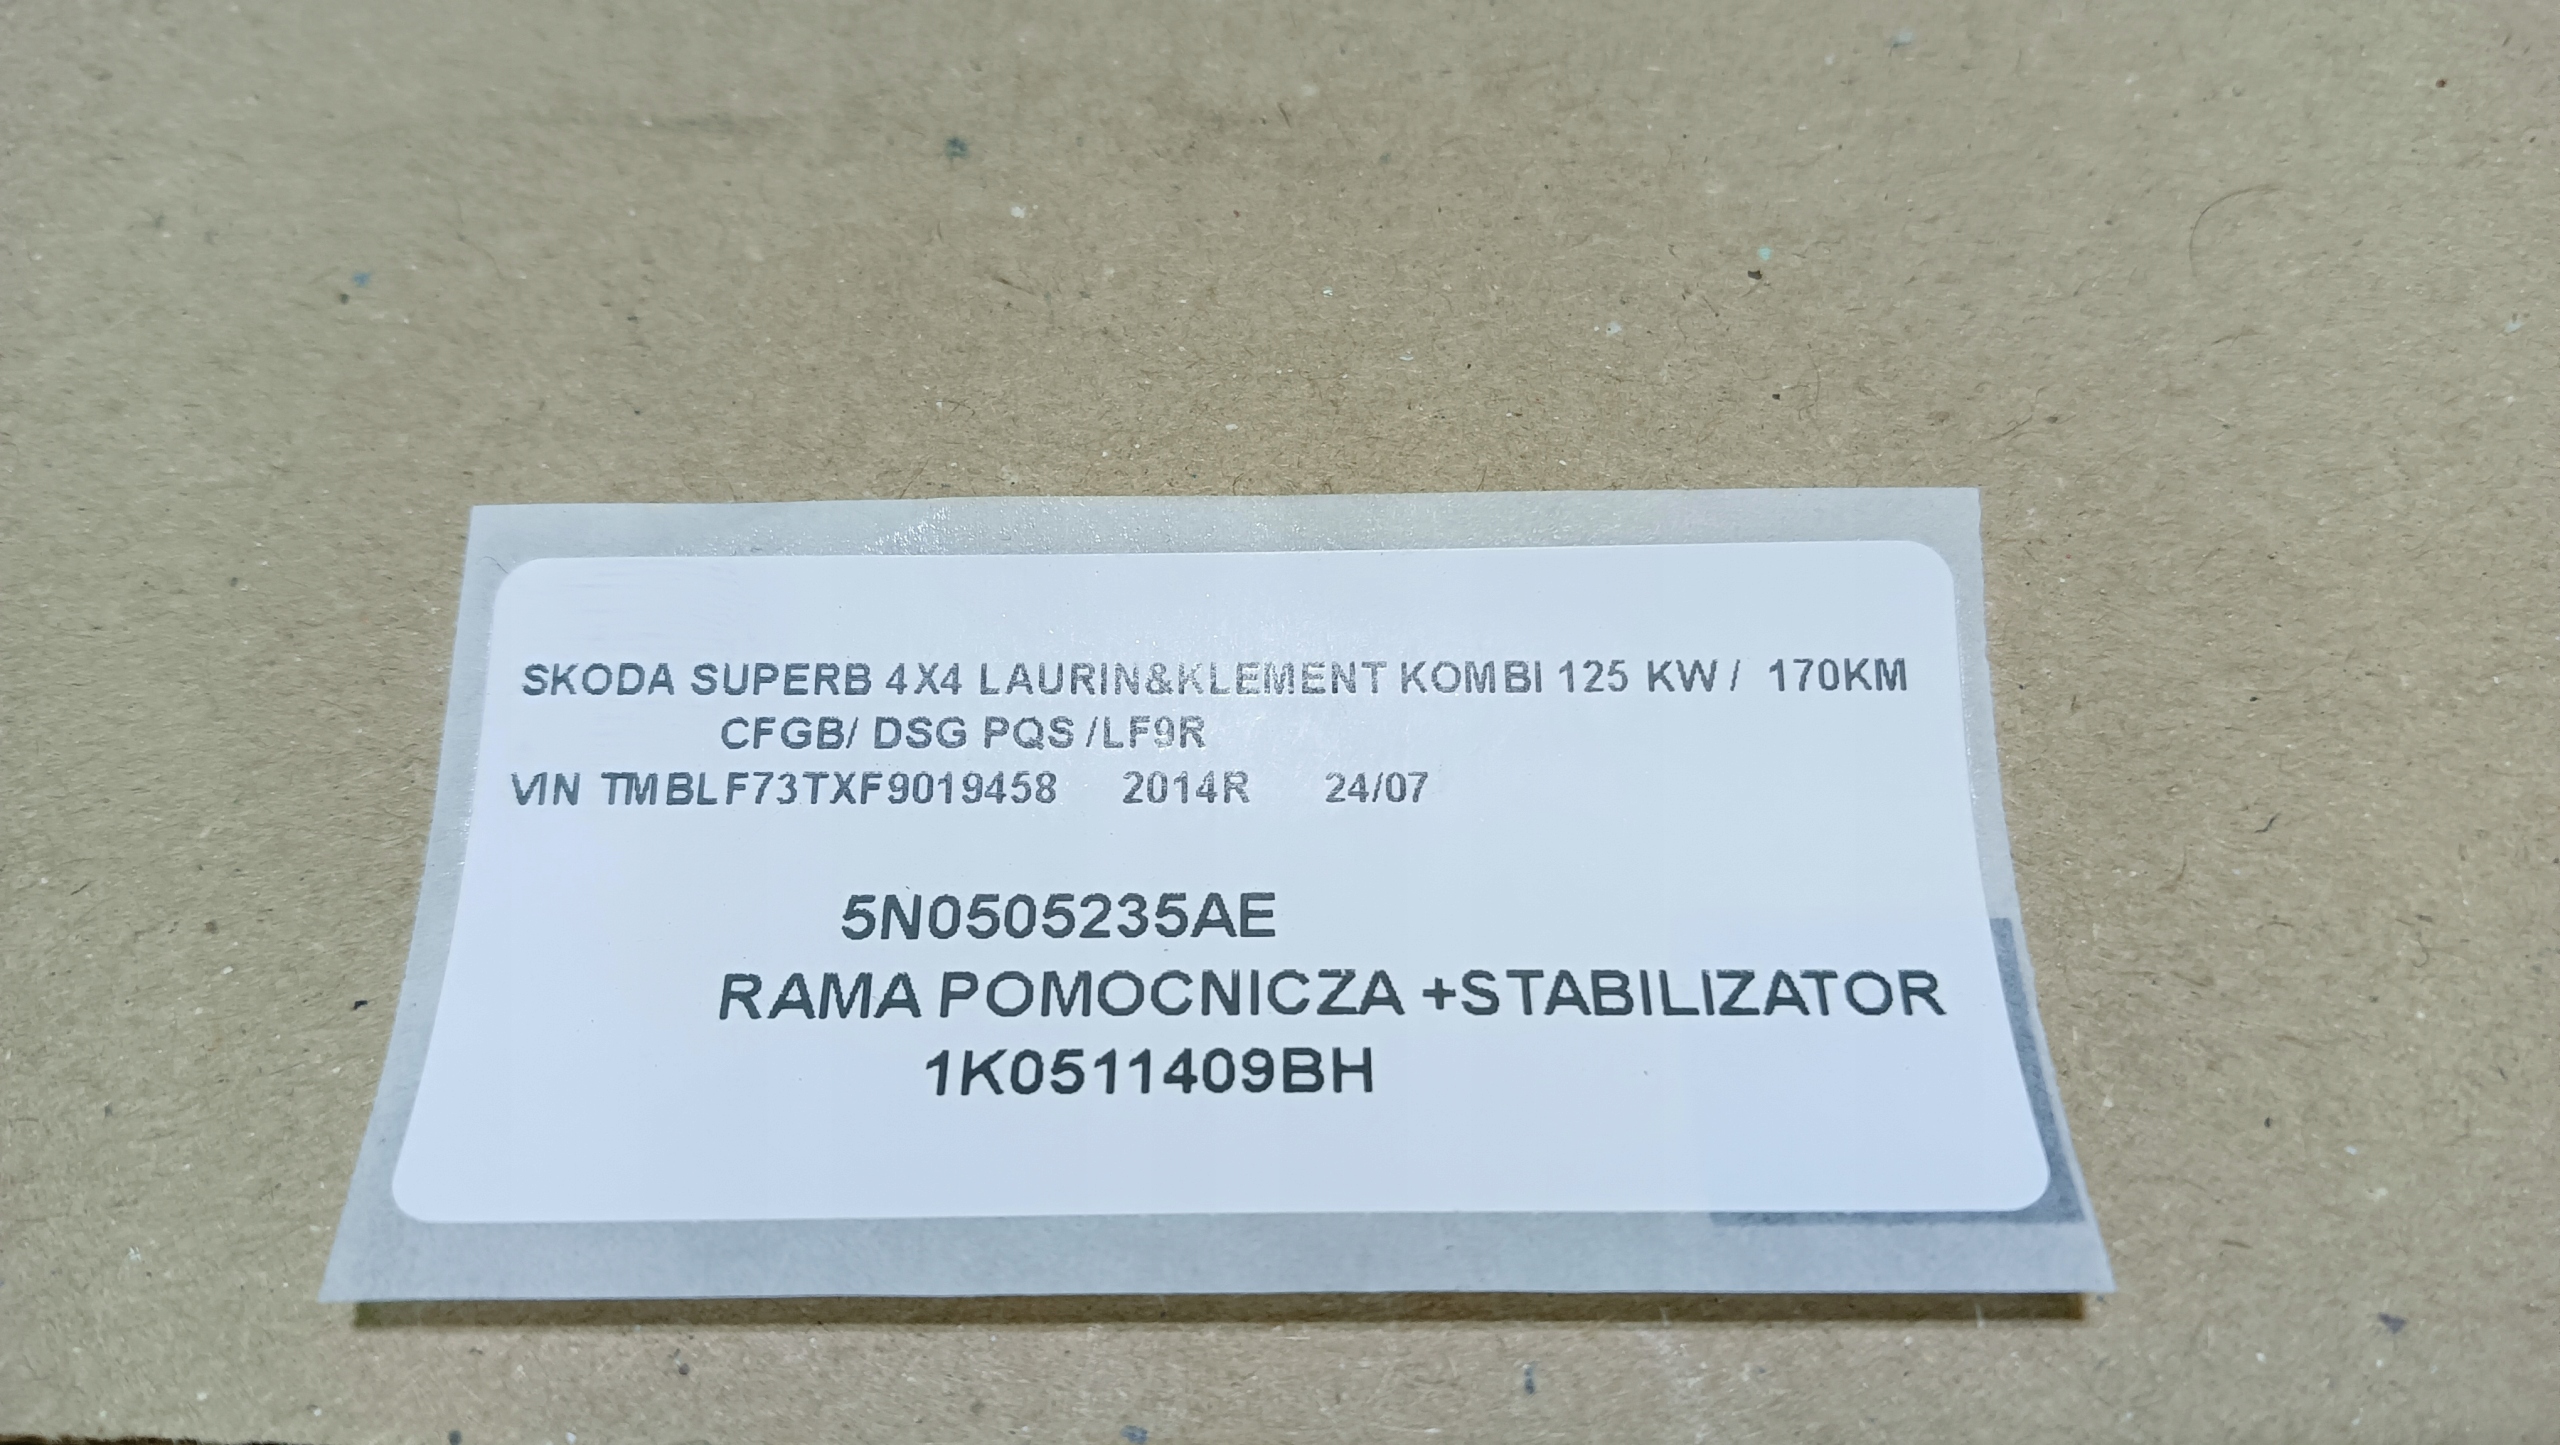 SKODA SUPERB 4X4 LAURIN&KLEMENT KOMBI 125 KW / 170KM
CFGB/ DSG PQS /LF9R
VIN TMBLF73TXF9019458 2014R 24/07
5N0505235AE
RAMA POMOCNICZA +STABILIZATOR
1K0511409BH